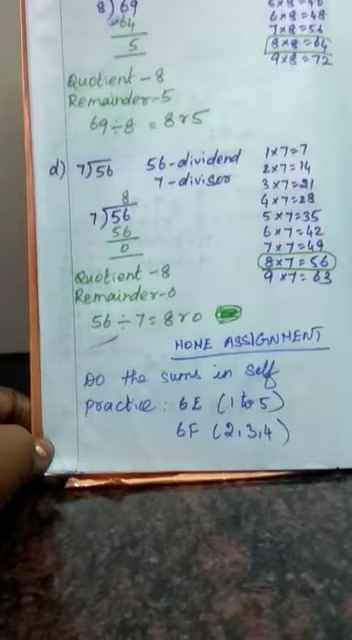 8)69
64
5
6×8=48
7×8=56
8×8=64
9×8=72
Quotient-8
Remainder-5
69÷8 = 8r5
d) 7)56
56-dividend
7-divisor
8
7)56
56
0
1×7=7
2×7=14
3×7=21
4×7=28
5×7=35
6×7=42
7×7=49
8×7=56
9×7=63
Quotient-8
Remainder-0
56÷7=8r0
HOME ASSIGNMENT
Do the sums in self
practice: 6E (1 to 5)
6F (2,3,4)